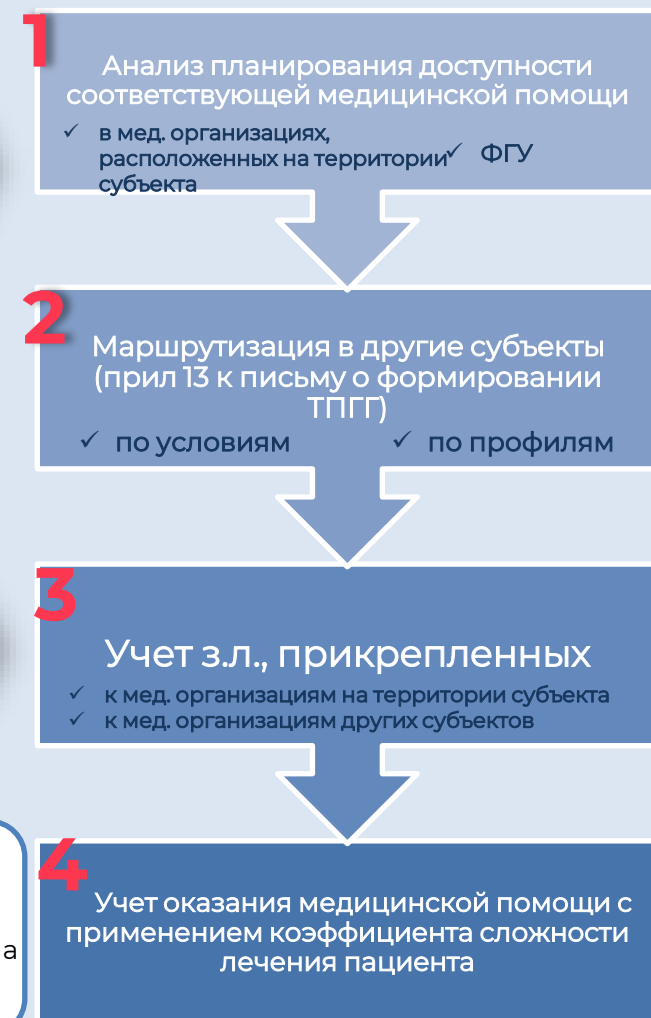 1
Анализ планирования доступности
соответствующей медицинской помощи
✓ в мед. организациях,
расположенных на территории
субъекта
✓ ФГУ
2
Маршрутизация в другие субъекты
(прил 13 к письму о формировании
ТПГГ)
✓ по условиям ✓ по профилям
3
Учет з.л., прикрепленных
✓ к мед. организациям на территории субъекта
✓ к мед. организациям других субъектов
4
Учет оказания медицинской помощи с
применением коэффициента сложности
лечения пациента
а